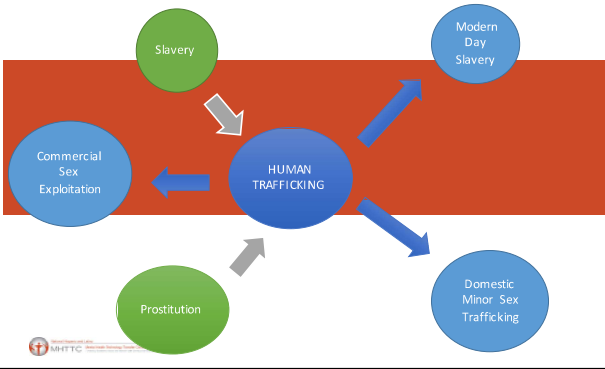 Slavery
Modern
Day
Slavery
Commercial
Sex
Exploitation
HUMAN
TRAFFICKING
Prostitution
Domestic
Minor Sex
Trafficking
MHTTC